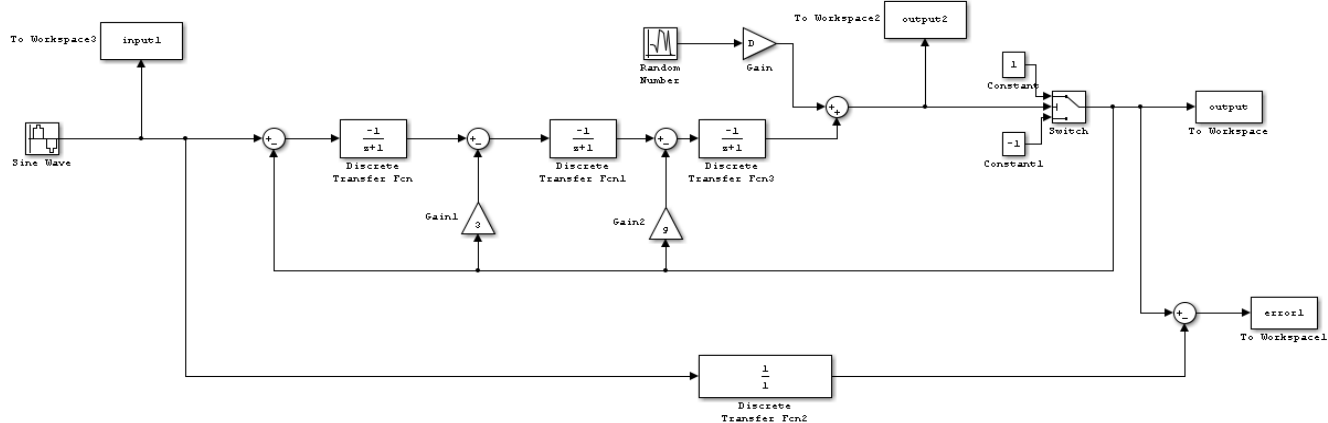 To Workspace3
input1
Sine Wave
Random
Number
D
Gain
To Workspace2
output2
1
Constant
-1
Constant1
Switch
output
To Workspace
+
-
-1
z+1
Discrete
Transfer Fcn
+
-
-1
z+1
Discrete
Transfer Fcn1
+
-
-1
z+1
Discrete
Transfer Fcn3
+
+
Gain1
3
Gain2
g
+
-
error1
To Workspace1
1
1
Discrete
Transfer Fcn2